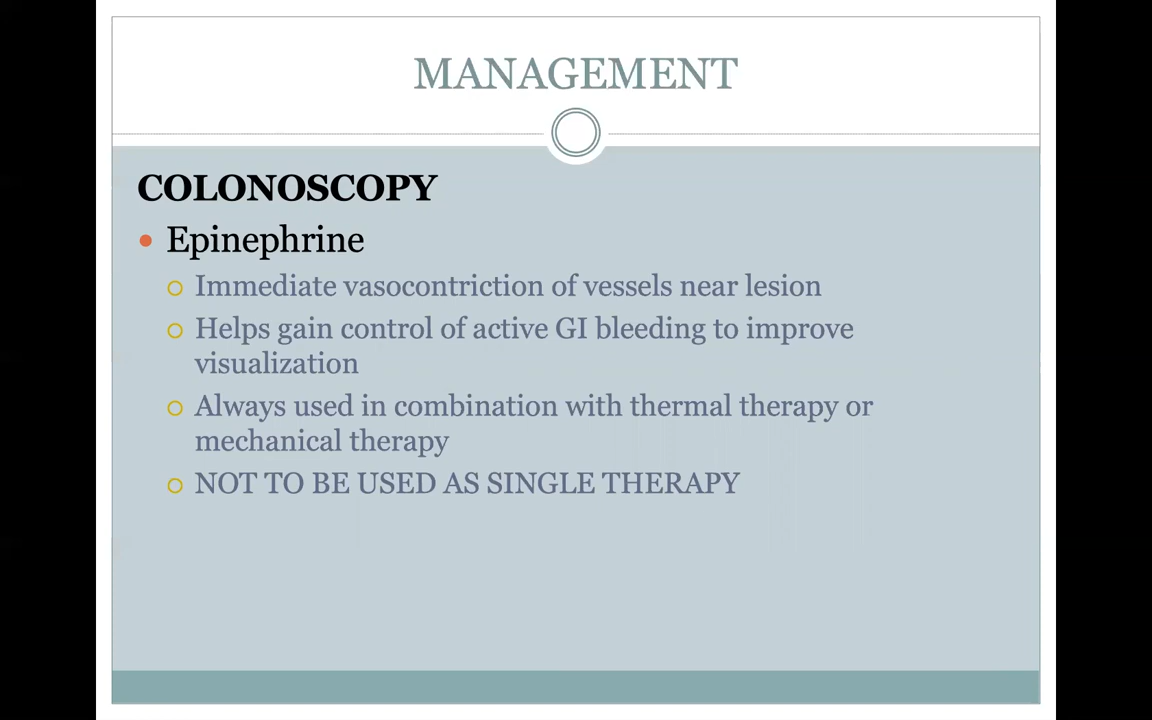 MANAGEMENT
COLONOSCOPY
Epinephrine
Immediate vasocontriction of vessels near lesion
Helps gain control of active GI bleeding to improve
visualization
Always used in combination with thermal therapy or
mechanical therapy
NOT TO BE USED AS SINGLE THERAPY